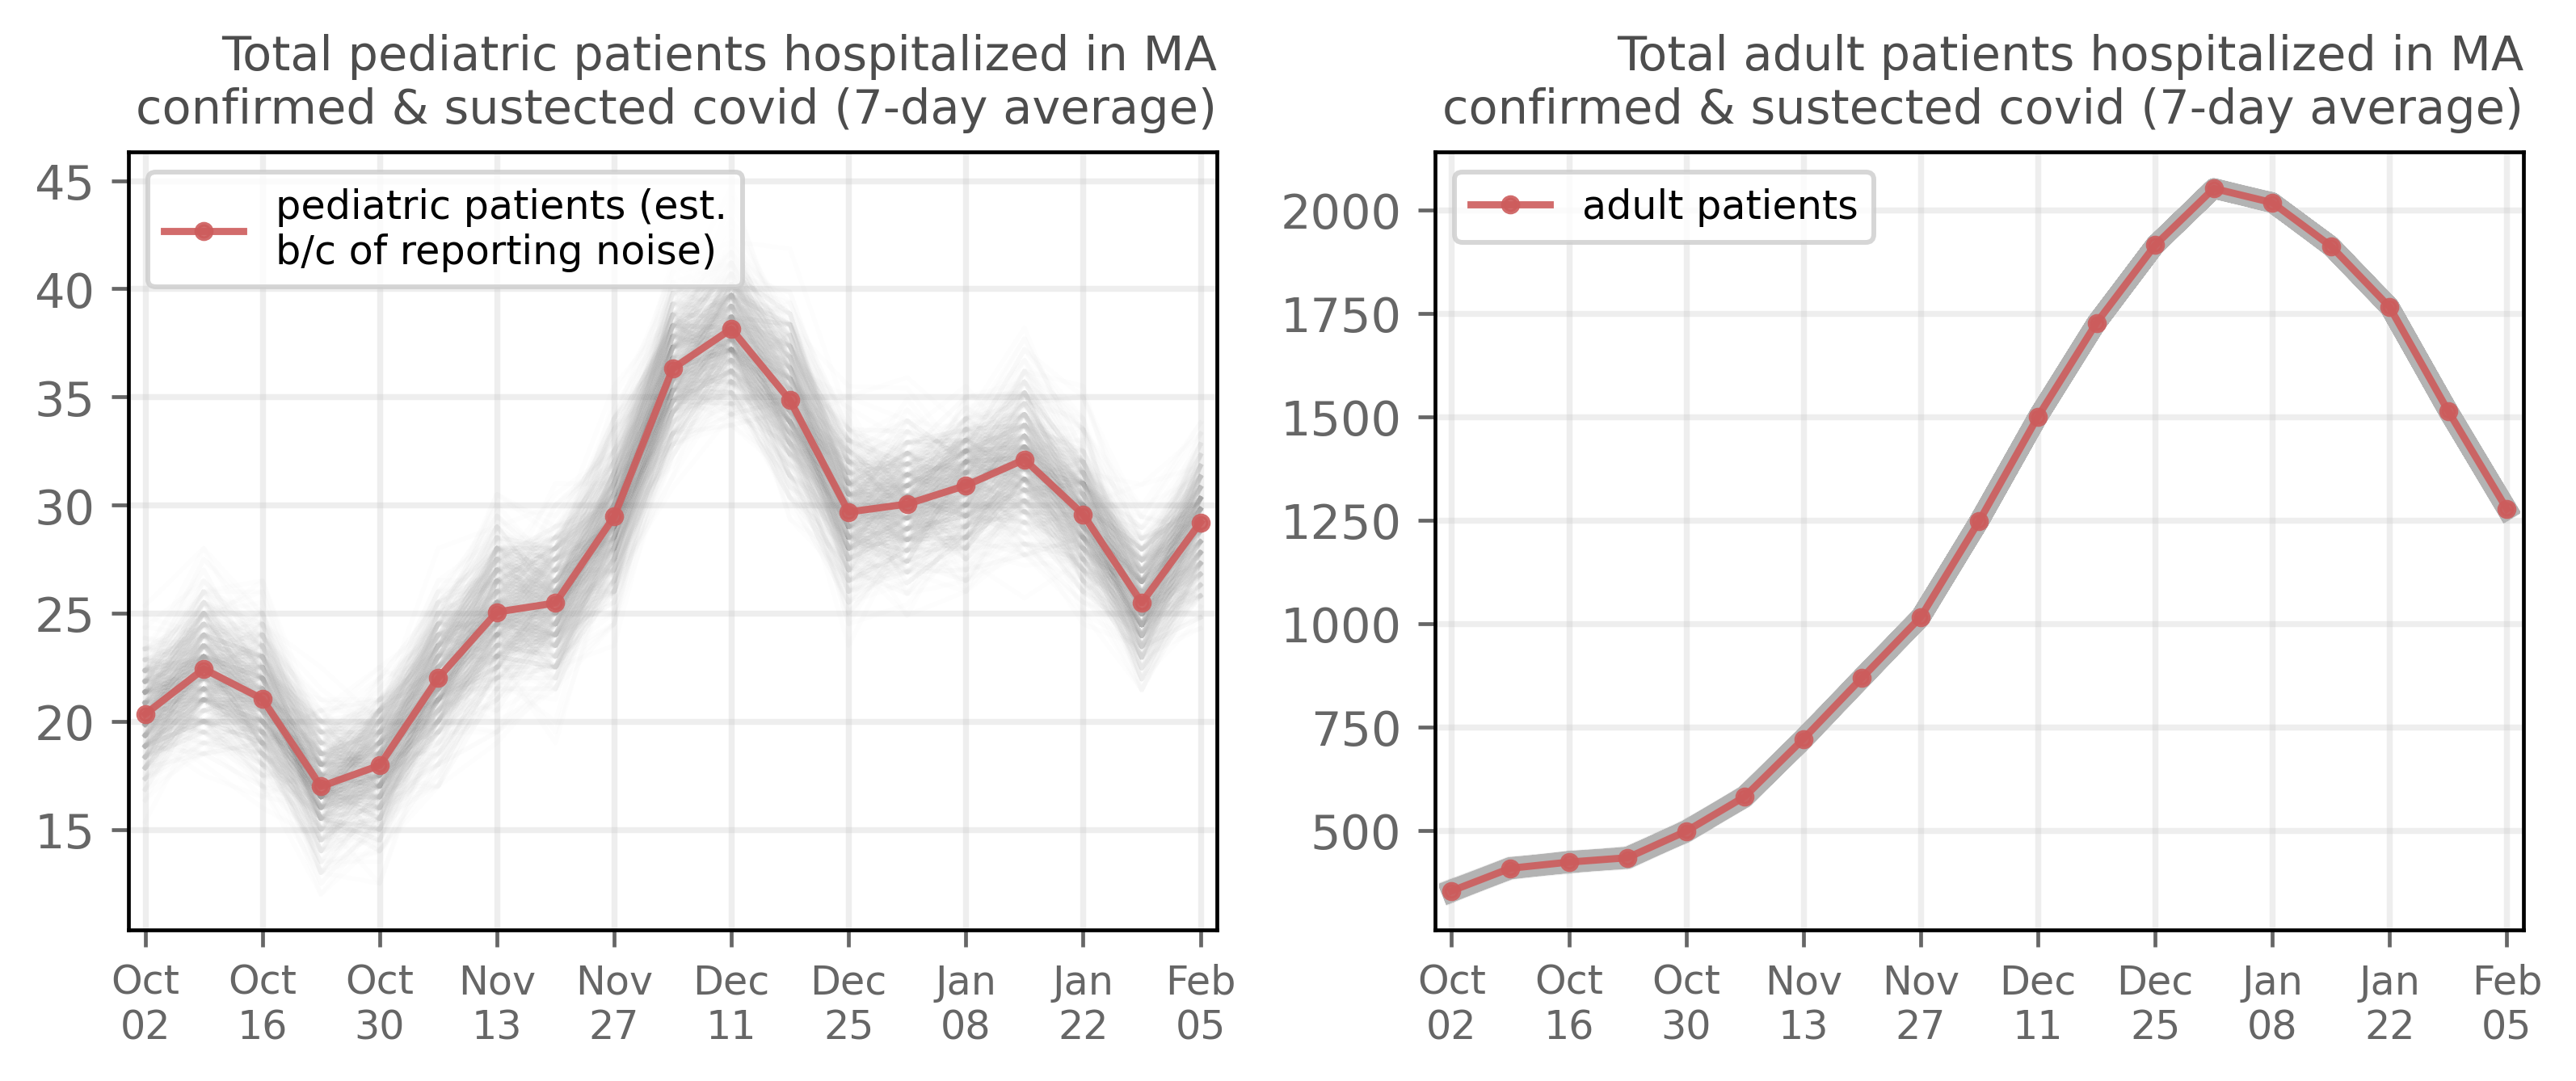 Total pediatric patients hospitalized in MA
confirmed & sustected covid (7-day average)
pediatric patients (est.
b/c of reporting noise)
45
40
35
30
25
20
15
Oct Oct Oct Nov Nov Dec Dec Jan Jan Feb
02 16 30 13 27 11 25 08 22 05
Total adult patients hospitalized in MA
confirmed & sustected covid (7-day average)
adult patients
2000
1750
1500
1250
1000
750
500
Oct Oct Oct Nov Nov Dec Dec Jan Jan Feb
02 16 30 13 27 11 25 08 22 05